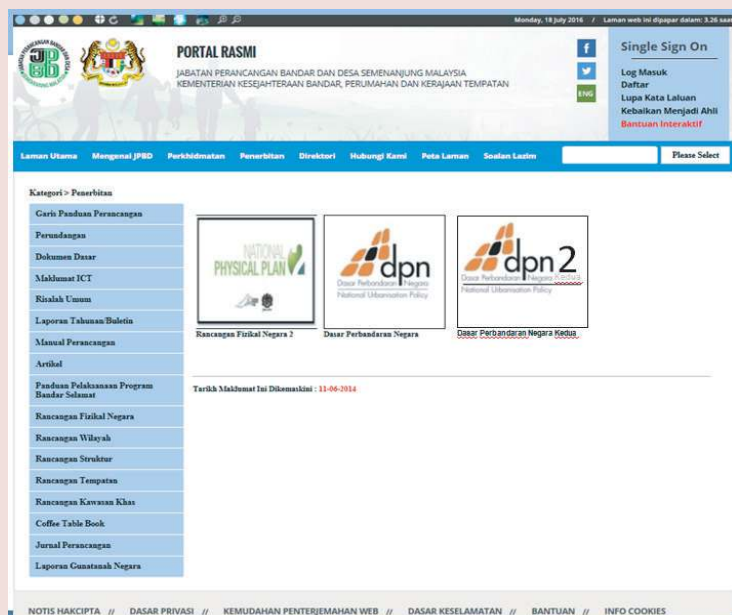 Monday, 18 July 2016 / Laman web ini dipapar dalam: 3.26 saat
PORTAL RASMI
JABATAN PERANCANGAN BANDAR DAN DESA SEMENANJUNG MALAYSIA
KEMENTERIAN KESEJAHTERAAN BANDAR, PERUMAHAN DAN KERAJAAN TEMPATAN
ENG
Single Sign On
Log Masuk
Daftar
Lupa Kata Laluan
Kebaikan Menjadi Ahli
Bantuan Interaktif
Laman Utama Mengenai JPBD Perkhidmatan Penerbitan Direktori Hubungi Kami Peta Laman Soalan Lazim Please Select
Kategori > Penerbitan
Garis Panduan Perancangan
Perundangan
Dokumen Dasar
Maklumat ICT
Risalah Umum
Laporan Tahunan/Buletin
Manual Perancangan
Artikel
Panduan Pelaksanaan Program
Bandar Selamat
Rancangan Fizikal Negara
Rancangan Wilayah
Rancangan Struktur
Rancangan Tempatan
Rancangan Kawasan Khas
Coffee Table Book
Jurnal Perancangan
Laporan Gunatanah Negara
NATIONAL
PHYSICAL PLAN 2
Rancangan Fizikal Negara 2
dpn
Dasar Perbandaran Negara
National Urbanisation Policy
Dasar Perbandaran Negara
dpn 2
Dasar Perbandaran Negara Kedua
National Urbanisation Policy
Dasar Perbandaran Negara Kedua
Tarikh Maklumat Ini Dikemaskini : 11-06-2014
NOTIS HAKCIPTA // DASAR PRIVASI // KEMUDAHAN PENTERJEMAHAN WEB // DASAR KESELAMATAN // BANTUAN // INFO COOKIES